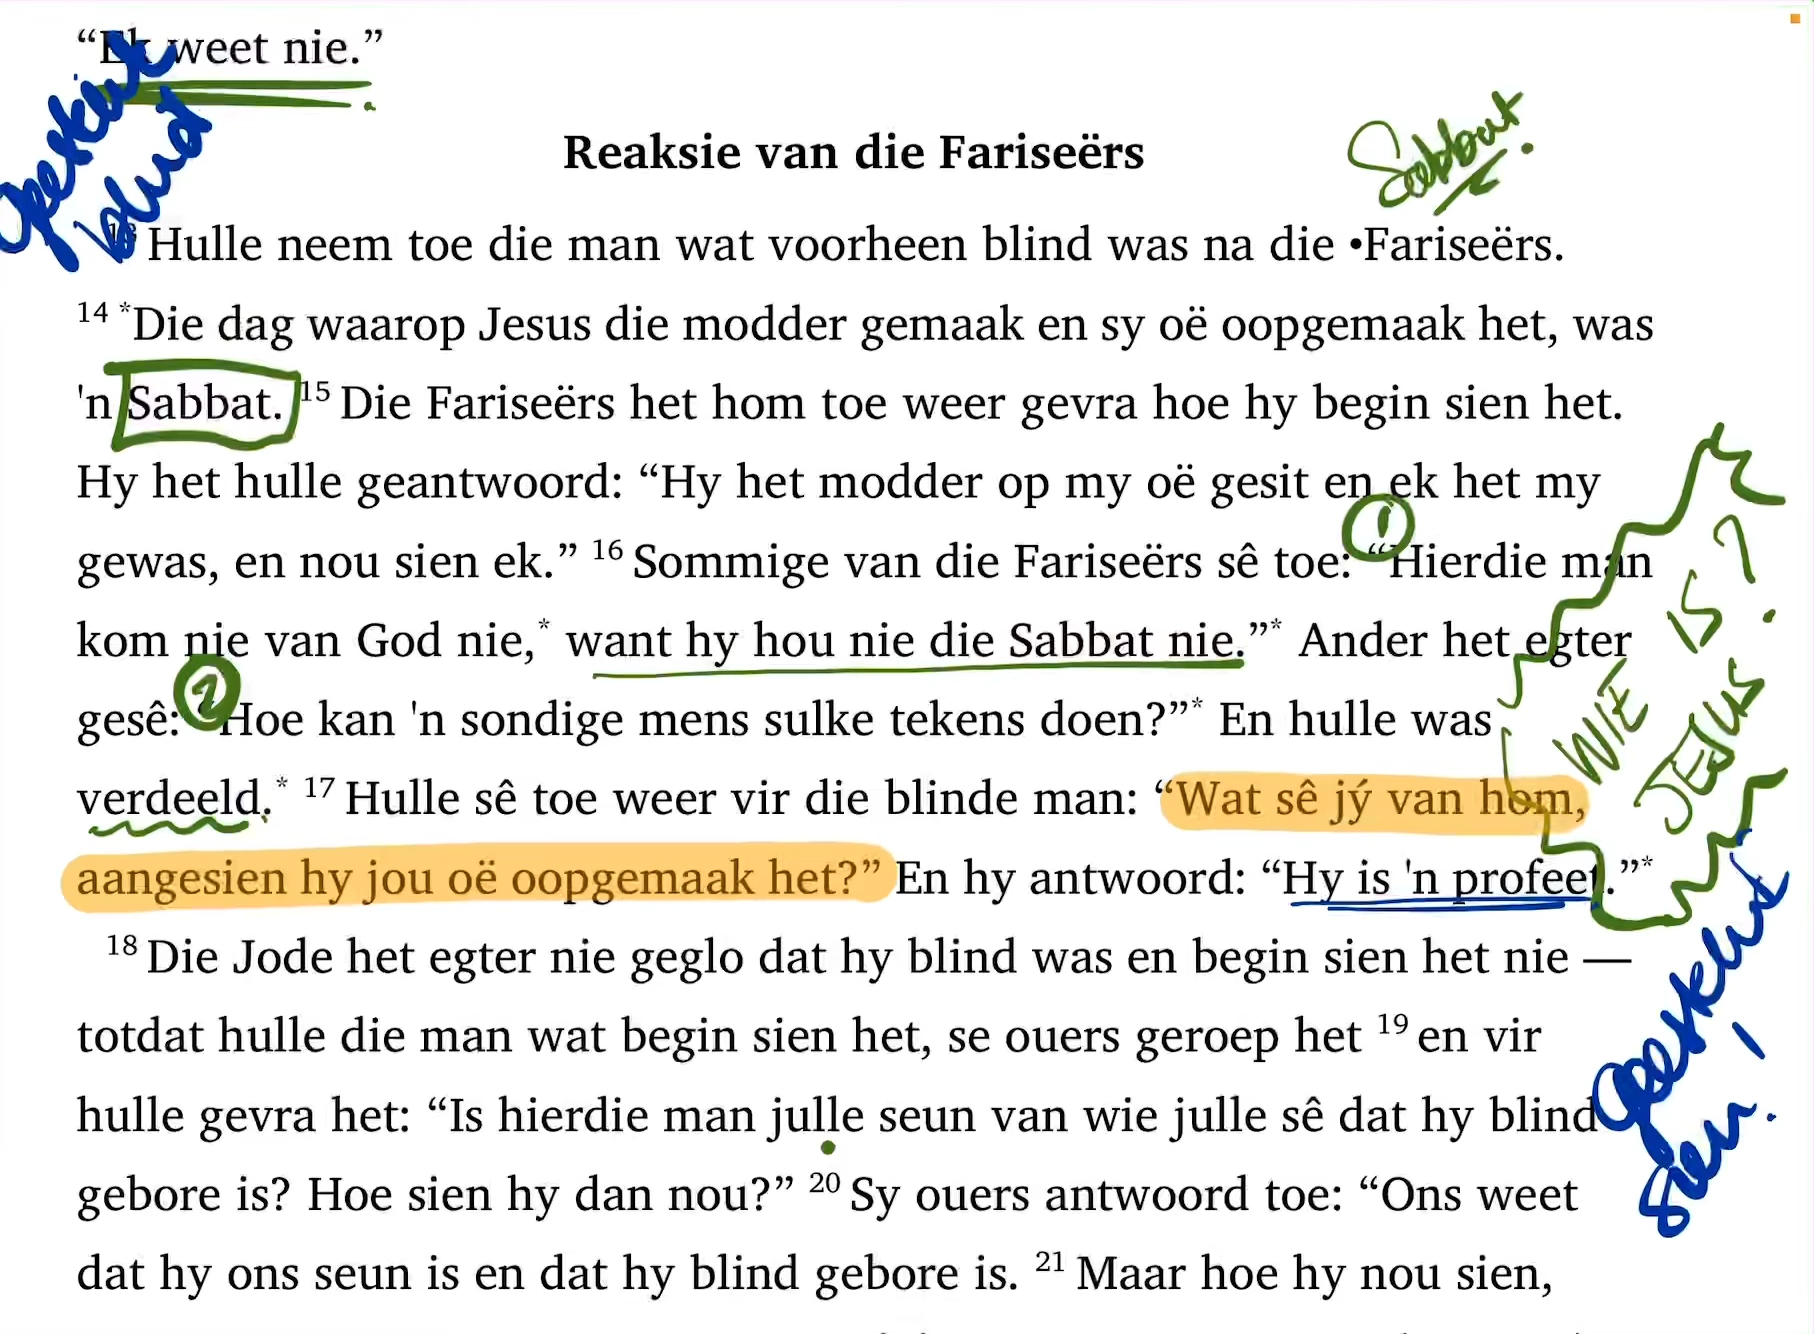 “Ek weet nie.”
Geestelik
blind
Reaksie van die Fariseërs
Sabbat
13 Hulle neem toe die man wat voorheen blind was na die •Fariseërs.
14 *Die dag waarop Jesus die modder gemaak en sy oë oopgemaak het, was
'n Sabbat. 15 Die Fariseërs het hom toe weer gevra hoe hy begin sien het.
Hy het hulle geantwoord: “Hy het modder op my oë gesit en ek het my
1
gewas, en nou sien ek.” 16 Sommige van die Fariseërs sê toe: “Hierdie man
kom nie van God nie,* want hy hou nie die Sabbat nie.”* Ander het egter
2
gesê: “Hoe kan 'n sondige mens sulke tekens doen?”* En hulle was
WIE IS
JESUS?
verdeeld.* 17 Hulle sê toe weer vir die blinde man: “Wat sê jý van hom,
aangesien hy jou oë oopgemaak het?” En hy antwoord: “Hy is 'n profeet.”*
18 Die Jode het egter nie geglo dat hy blind was en begin sien het nie —
totdat hulle die man wat begin sien het, se ouers geroep het 19 en vir
hulle gevra het: “Is hierdie man julle seun van wie julle sê dat hy blind
Geestelik
sien!
gebore is? Hoe sien hy dan nou?” 20 Sy ouers antwoord toe: “Ons weet
dat hy ons seun is en dat hy blind gebore is. 21 Maar hoe hy nou sien,